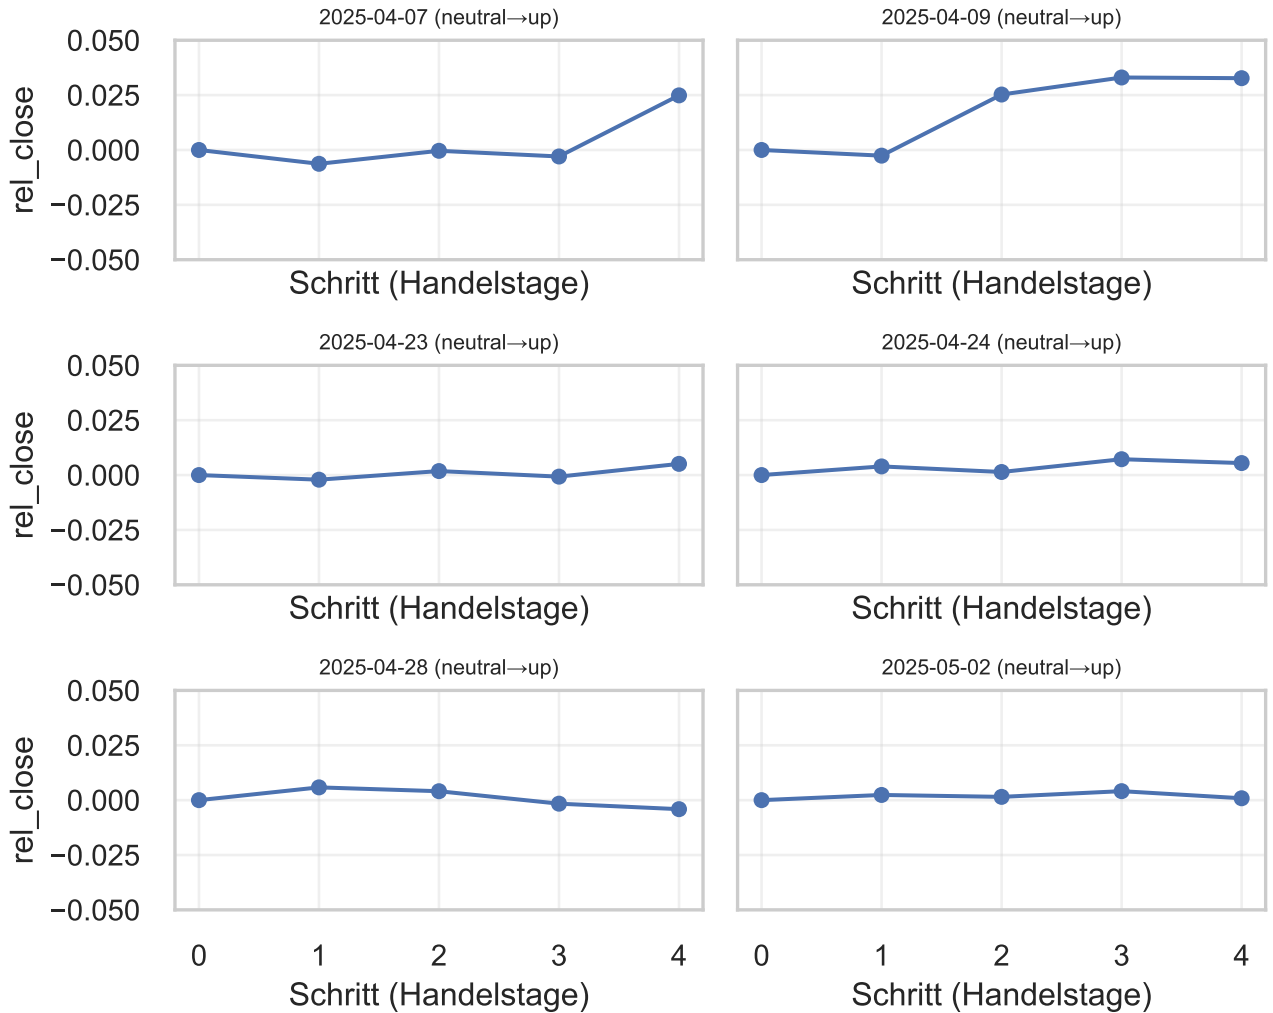 2025-04-07 (neutral→up)
0.050
0.025
0.000
−0.025
−0.050
rel_close
Schritt (Handelstage)
2025-04-09 (neutral→up)
Schritt (Handelstage)
2025-04-23 (neutral→up)
0.050
0.025
0.000
−0.025
−0.050
rel_close
Schritt (Handelstage)
2025-04-24 (neutral→up)
Schritt (Handelstage)
2025-04-28 (neutral→up)
0.050
0.025
0.000
−0.025
−0.050
rel_close
0 1 2 3 4
Schritt (Handelstage)
2025-05-02 (neutral→up)
0 1 2 3 4
Schritt (Handelstage)